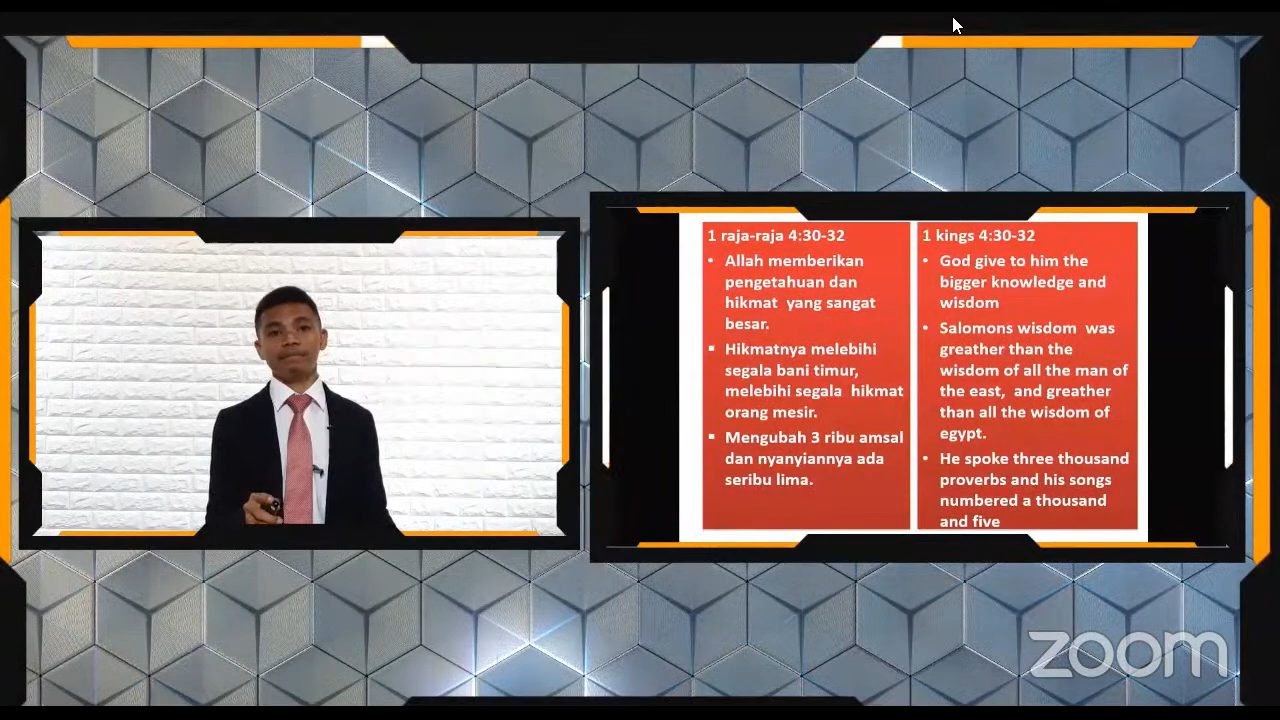 1 raja-raja 4:30-32
• Allah memberikan
pengetahuan dan
hikmat yang sangat
besar.
▪ Hikmatnya melebihi
segala bani timur,
melebihi segala hikmat
orang mesir.
▪ Mengubah 3 ribu amsal
dan nyanyiannya ada
seribu lima.
1 kings 4:30-32
• God give to him the
bigger knowledge and
wisdom
• Salomons wisdom was
greather than the
wisdom of all the man of
the east, and greather
than all the wisdom of
egypt.
• He spoke three thousand
proverbs and his songs
numbered a thousand
and five
zoom